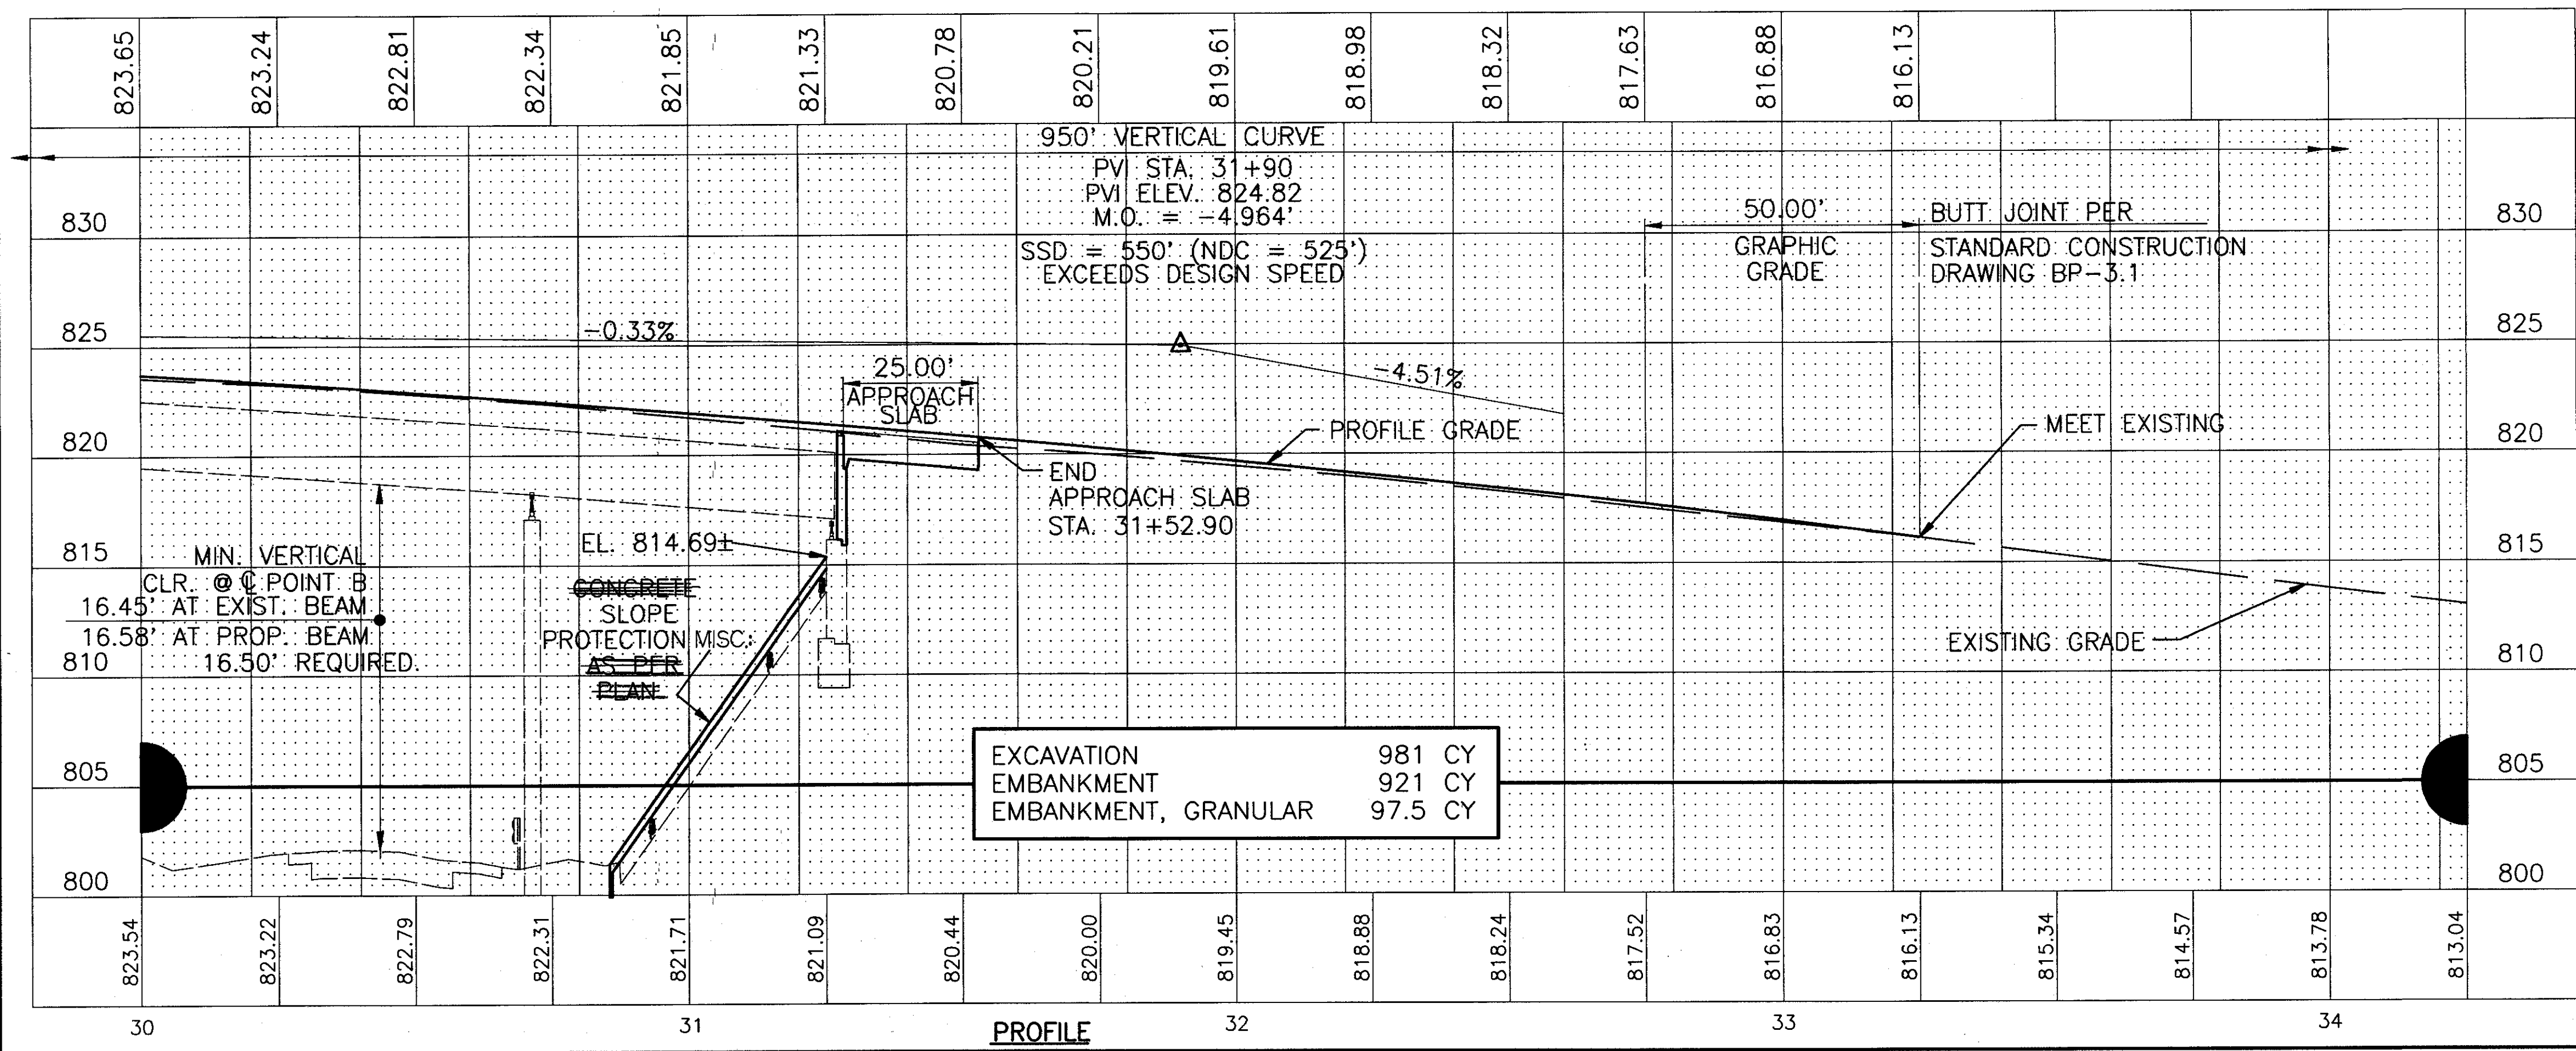 823.65 823.24 822.81 822.34 821.85 821.33 820.78 820.21 819.61 818.98 818.32 817.63 816.88 816.13
950' VERTICAL CURVE
PVI STA. 31+90
PVI ELEV. 824.82
M.O. = -4.964'
SSD = 550' (NDC = 525')
EXCEEDS DESIGN SPEED
50.00'
GRAPHIC
GRADE
BUTT JOINT PER
STANDARD CONSTRUCTION
DRAWING BP-3.1
830 830
825 825
-0.33%
25.00'
APPROACH
SLAB
-4.51%
820 820
PROFILE GRADE
MEET EXISTING
END
APPROACH SLAB
STA. 31+52.90
815 815
EL. 814.69±
MIN. VERTICAL
CLR. @ ℄ POINT B
16.45' AT EXIST. BEAM
16.58' AT PROP. BEAM
16.50' REQUIRED.
CONCRETE
SLOPE
PROTECTION MISC.:
AS PER
PLAN
EXISTING GRADE
810 810
805 805
EXCAVATION 981 CY
EMBANKMENT 921 CY
EMBANKMENT, GRANULAR 97.5 CY
800 800
823.54 823.22 822.79 822.31 821.71 821.09 820.44 820.00 819.45 818.88 818.24 817.52 816.83 816.13 815.34 814.57 813.78 813.04
30 31 32 33 34
PROFILE